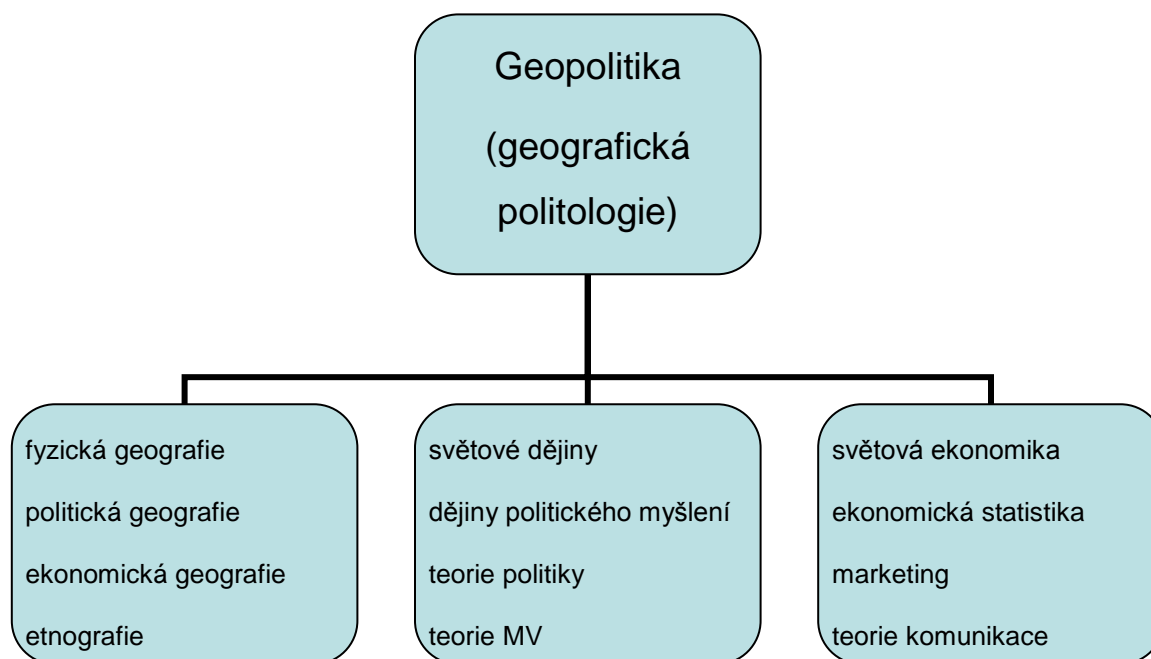 Geopolitika
(geografická
politologie)
fyzická geografie
politická geografie
ekonomická geografie
etnografie
světové dějiny
dějiny politického myšlení
teorie politiky
teorie MV
světová ekonomika
ekonomická statistika
marketing
teorie komunikace